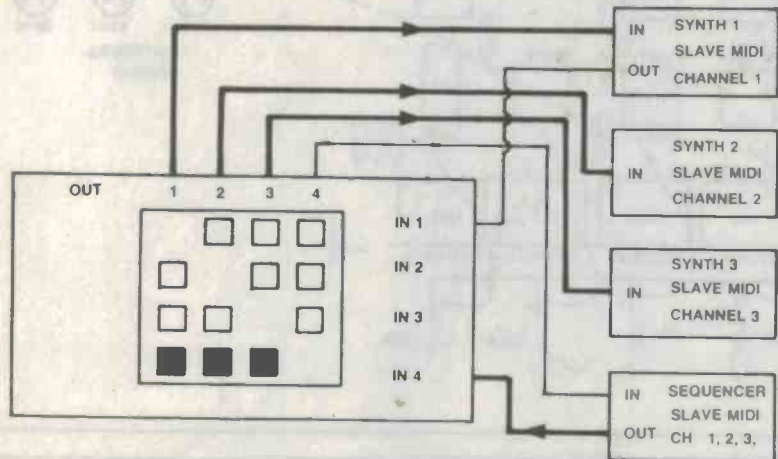 IN SYNTH 1
SLAVE MIDI
OUT CHANNEL 1
SYNTH 2
IN SLAVE MIDI
CHANNEL 2
SYNTH 3
IN SLAVE MIDI
CHANNEL 3
IN SEQUENCER
SLAVE MIDI
OUT CH 1, 2, 3,
OUT 1 2 3 4
IN 1
IN 2
IN 3
IN 4